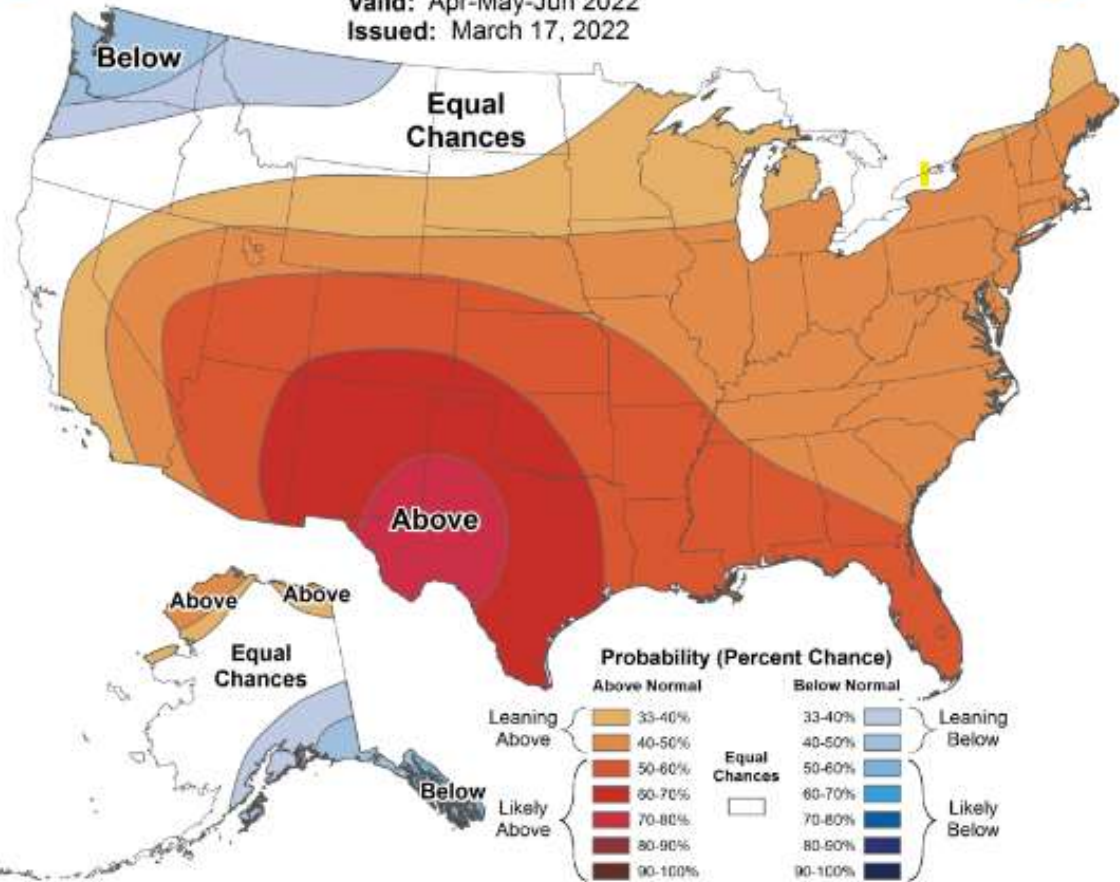 Valid: Apr-May-Jun 2022
Issued: March 17, 2022
Below
Equal
Chances
Above
Above
Above
Equal
Chances
Below
Probability (Percent Chance)
Above Normal
Below Normal
Leaning
Above
33-40%
40-50%
Likely
Above
50-60%
60-70%
70-80%
80-90%
90-100%
Equal
Chances
33-40%
40-50%
Leaning
Below
50-60%
60-70%
70-80%
80-90%
90-100%
Likely
Below